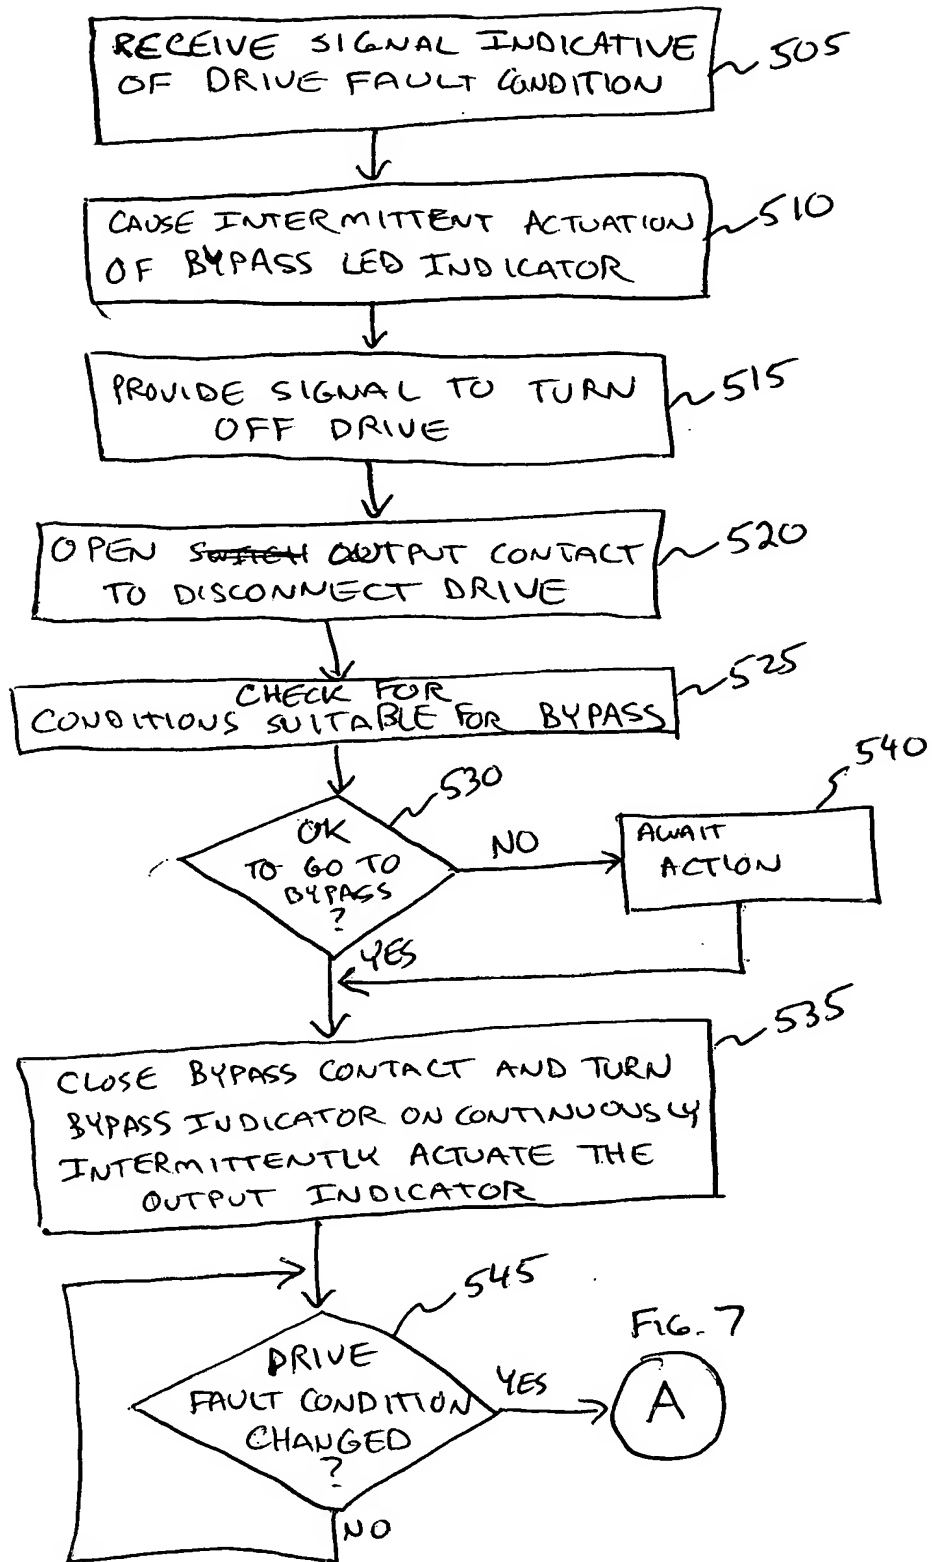 RECEIVE SIGNAL INDICATIVE
OF DRIVE FAULT CONDITION
505
CAUSE INTERMITTENT ACTUATION
OF BYPASS LED INDICATOR
510
PROVIDE SIGNAL TO TURN
OFF DRIVE
515
OPEN SWITCH OUTPUT CONTACT
TO DISCONNECT DRIVE
520
CHECK FOR
CONDITIONS SUITABLE FOR BYPASS
525
530
OK
TO GO TO
BYPASS
?
NO
YES
540
AWAIT
ACTION
535
CLOSE BYPASS CONTACT AND TURN
BYPASS INDICATOR ON CONTINUOUSLY
INTERMITTENTLY ACTUATE THE
OUTPUT INDICATOR
545
DRIVE
FAULT CONDITION
CHANGED
?
YES
NO
FIG. 7
A